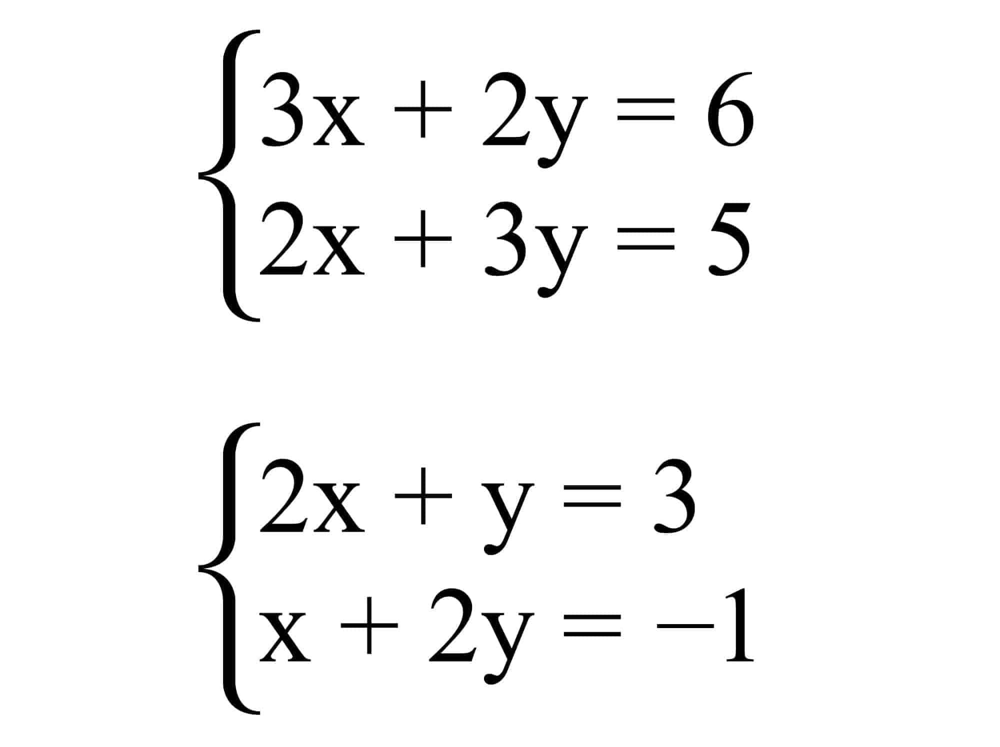 3x + 2y = 6
2x + 3y = 5
2x + y = 3
x + 2y = −1